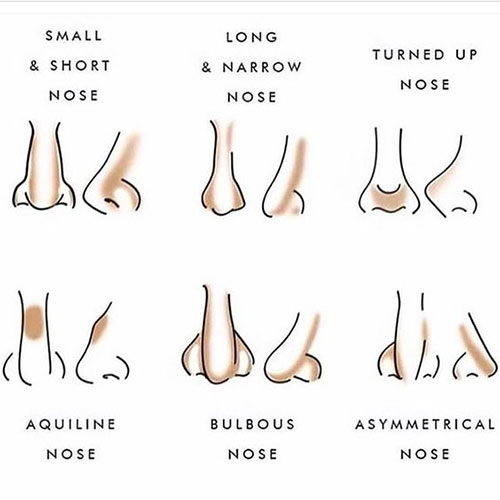 SMALL
& SHORT
NOSE
LONG
& NARROW
NOSE
TURNED UP
NOSE
AQUILINE
NOSE
BULBOUS
NOSE
ASYMMETRICAL
NOSE